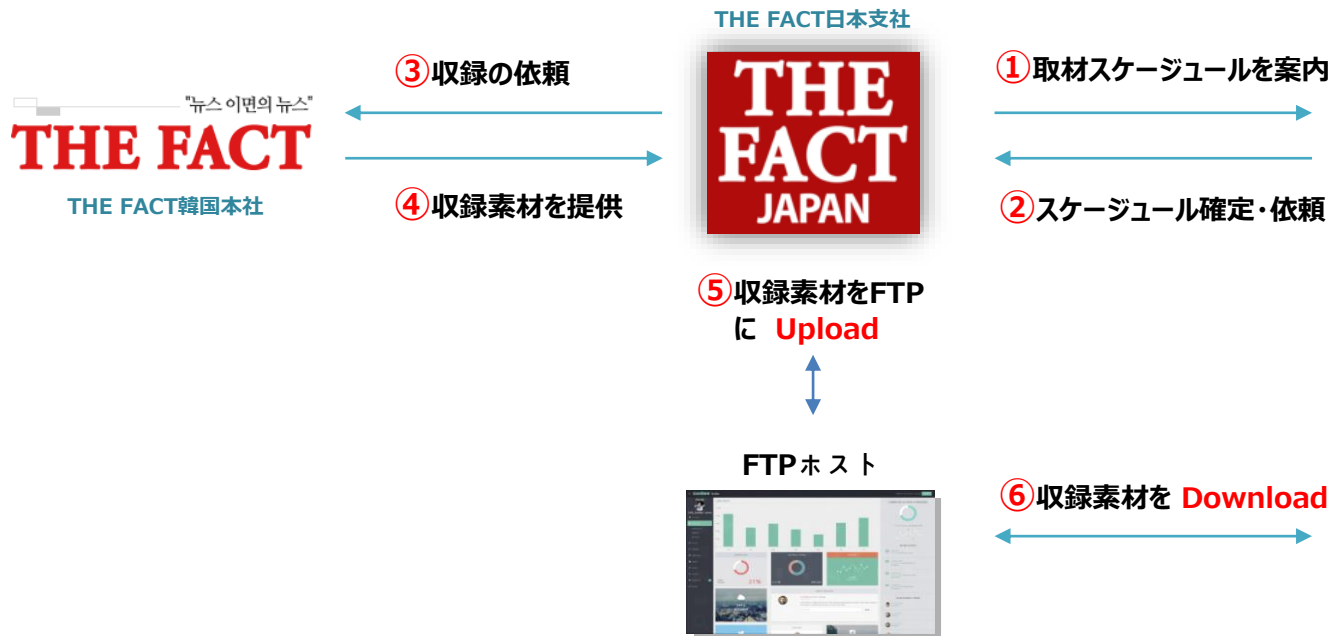 THE FACT日本支社
③収録の依頼
①取材スケージュールを案内
"뉴스 이면의 뉴스"
THE FACT
THE FACT韓国本社
THE
FACT
JAPAN
④収録素材を提供
②スケージュール確定・依頼
⑤収録素材をFTP
に Upload
FTPホスト
⑥収録素材を Download
21%